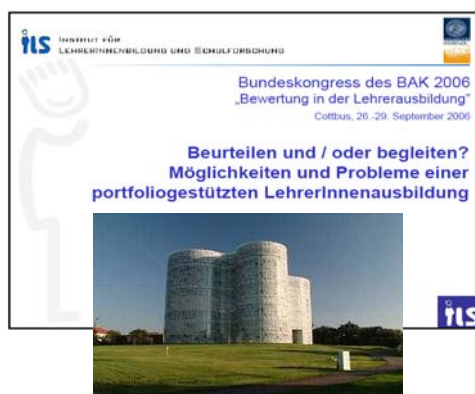 iLS INSTITUT FÜR
LEHRERINNENBILDUNG UND SCHULFORSCHUNG
Bundeskongress des BAK 2006
„Bewertung in der Lehrerausbildung"
Cottbus, 26.-29. September 2006
Beurteilen und / oder begleiten?
Möglichkeiten und Probleme einer
portfoliogestützten LehrerInnenausbildung
iLS